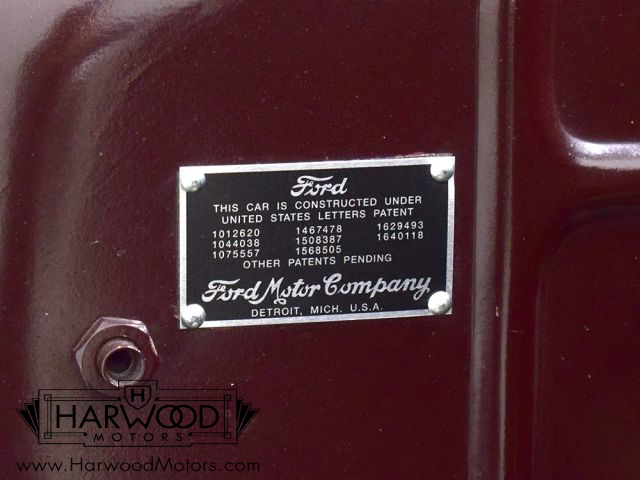 Ford
THIS CAR IS CONSTRUCTED UNDER
UNITED STATES LETTERS PATENT
1012620 1467478 1629493
1044038 1508387 1640118
1075557 1568505
OTHER PATENTS PENDING
Ford Motor Company
DETROIT, MICH. U.S.A.
H
HARWOOD
MOTORS
www.HarwoodMotors.com